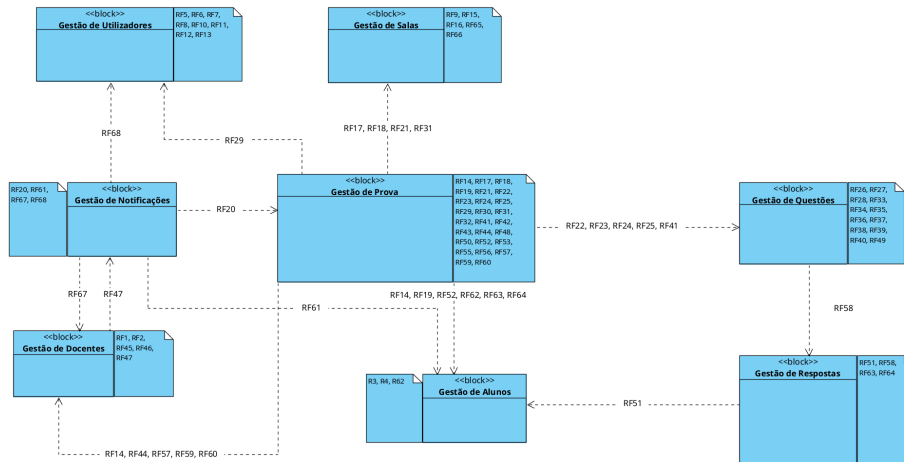 <<block>>
Gestão de Utilizadores
RF5, RF6, RF7,
RF8, RF10, RF11,
RF12, RF13
<<block>>
Gestão de Salas
RF9, RF15,
RF16, RF65,
RF66
RF68
RF29
RF17, RF18, RF21, RF31
RF20, RF61,
RF67, RF68
<<block>>
Gestão de Notificações
RF20
<<block>>
Gestão de Prova
RF14, RF17, RF18,
RF19, RF21, RF22,
RF23, RF24, RF25,
RF29, RF30, RF31,
RF32, RF41, RF42,
RF43, RF44, RF48,
RF50, RF52, RF53,
RF55, RF56, RF57,
RF59, RF60
RF22, RF23, RF24, RF25, RF41
<<block>>
Gestão de Questões
RF26, RF27,
RF28, RF33,
RF34, RF35,
RF36, RF37,
RF38, RF39,
RF40, RF49
RF67
RF47
RF61
RF14, RF19, RF52, RF62, RF63, RF64
RF58
<<block>>
Gestão de Docentes
RF1, RF2,
RF45, RF46,
RF47
R3, R4, R62
<<block>>
Gestão de Alunos
RF51
<<block>>
Gestão de Respostas
RF51, RF58,
RF63, RF64
RF14, RF44, RF57, RF59, RF60